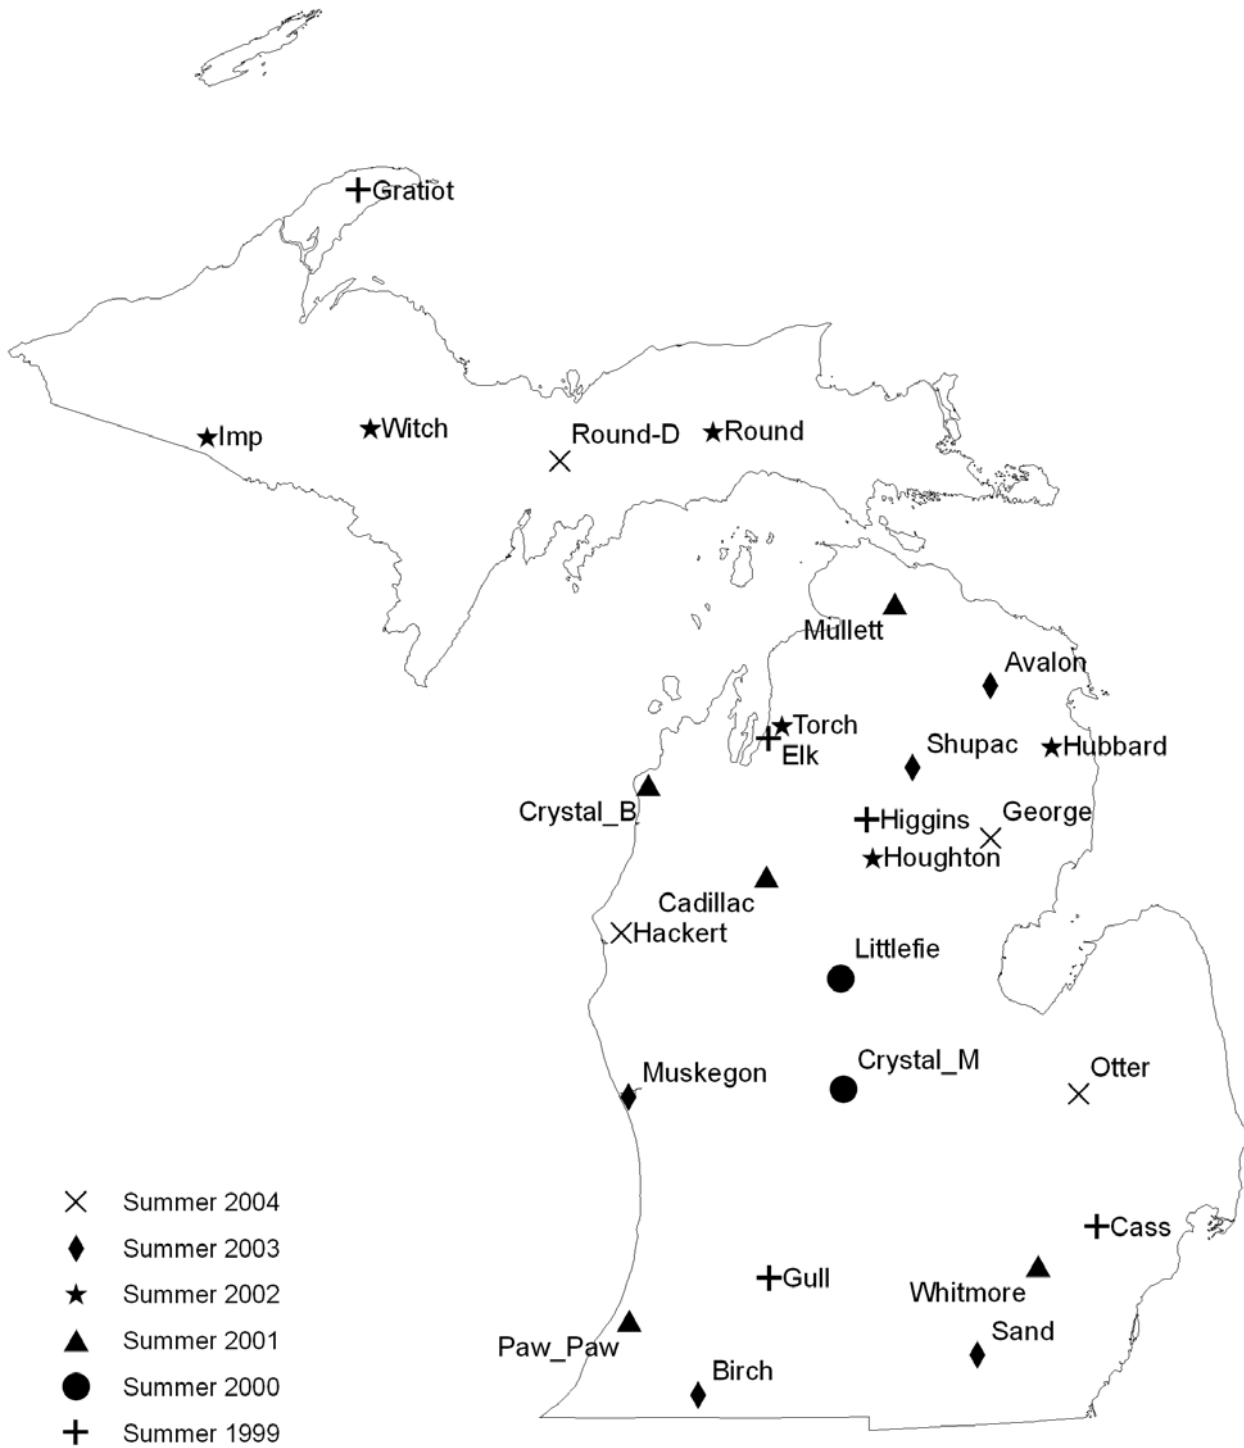 Gratiot
Imp
Witch
Round-D
Round
Mullett
Avalon
Torch
Elk
Shupac
Hubbard
Crystal_B
Higgins
George
Houghton
Cadillac
Hackert
Littlefie
Crystal_M
Muskegon
Otter
Cass
Gull
Whitmore
Sand
Paw_Paw
Birch
Summer 2004
Summer 2003
Summer 2002
Summer 2001
Summer 2000
Summer 1999